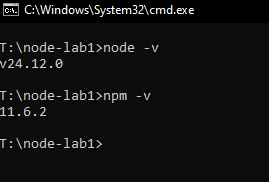 C:\Windows\System32\cmd.exe
T:\node-lab1>node -v
v24.12.0
T:\node-lab1>npm -v
11.6.2
T:\node-lab1>